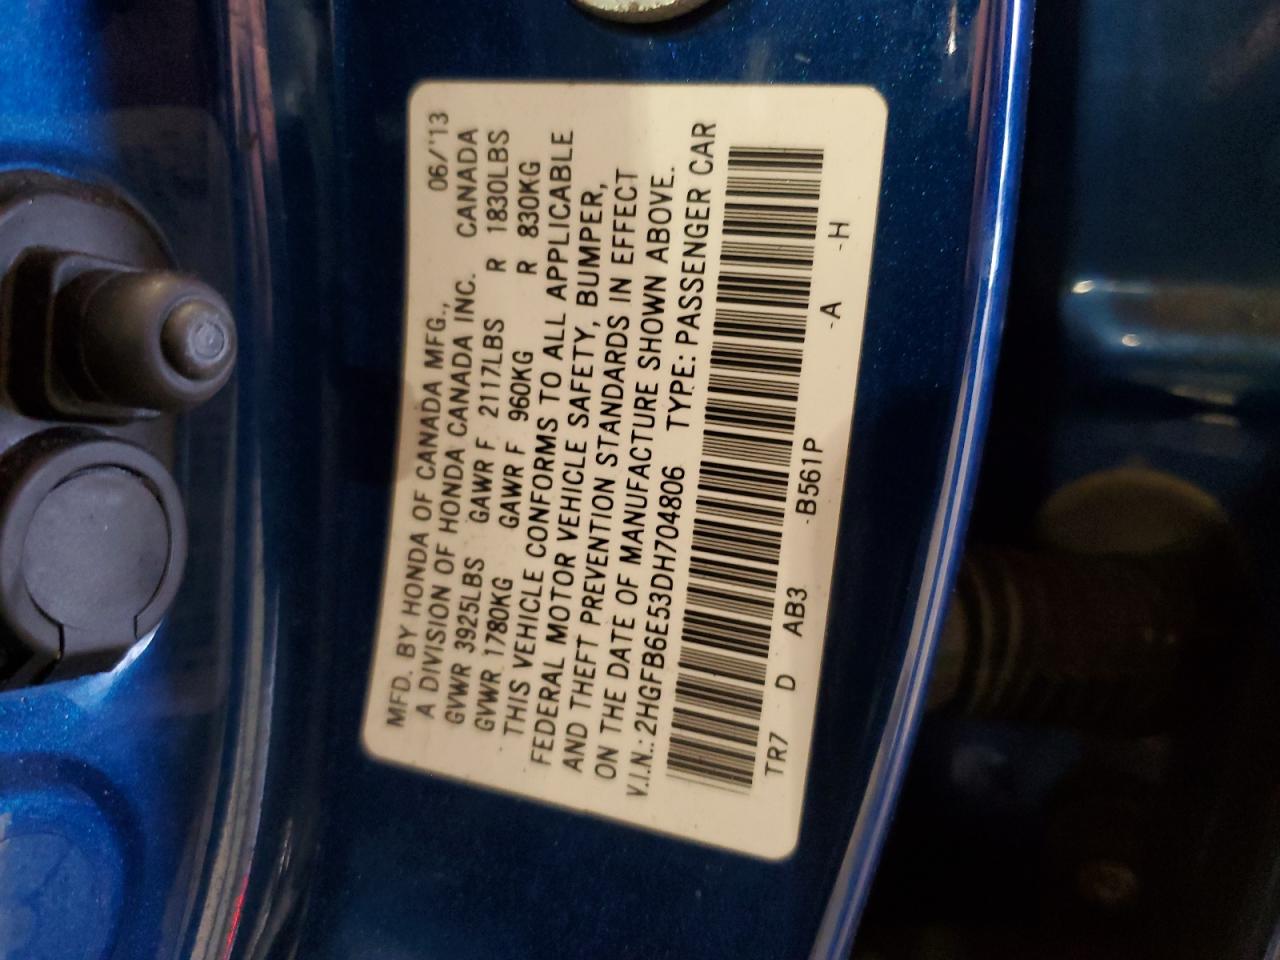 MFD. BY HONDA OF CANADA MFG., 06/'13
A DIVISION OF HONDA CANADA INC. CANADA
GVWR 3925LBS GAWR F 2117LBS R 1830LBS
GVWR 1780KG GAWR F 960KG R 830KG
THIS VEHICLE CONFORMS TO ALL APPLICABLE
FEDERAL MOTOR VEHICLE SAFETY, BUMPER,
AND THEFT PREVENTION STANDARDS IN EFFECT
ON THE DATE OF MANUFACTURE SHOWN ABOVE.
V.I.N.: 2HGFB6E53DH704806 TYPE: PASSENGER CAR
TR7 D AB3 -B561P -A -H